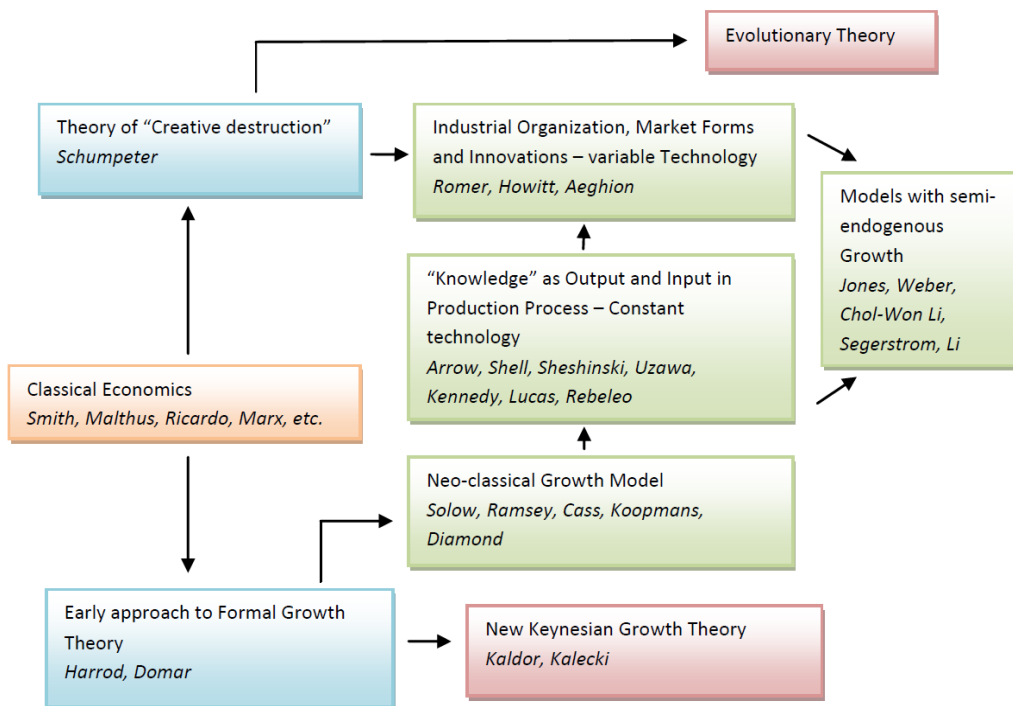 Evolutionary Theory
Theory of “Creative destruction”
Schumpeter
Industrial Organization, Market Forms
and Innovations – variable Technology
Romer, Howitt, Aeghion
Models with semi-
endogenous
Growth
Jones, Weber,
Chol-Won Li,
Segerstrom, Li
“Knowledge” as Output and Input in
Production Process – Constant
technology
Arrow, Shell, Sheshinski, Uzawa,
Kennedy, Lucas, Rebeleo
Classical Economics
Smith, Malthus, Ricardo, Marx, etc.
Neo-classical Growth Model
Solow, Ramsey, Cass, Koopmans,
Diamond
Early approach to Formal Growth
Theory
Harrod, Domar
New Keynesian Growth Theory
Kaldor, Kalecki